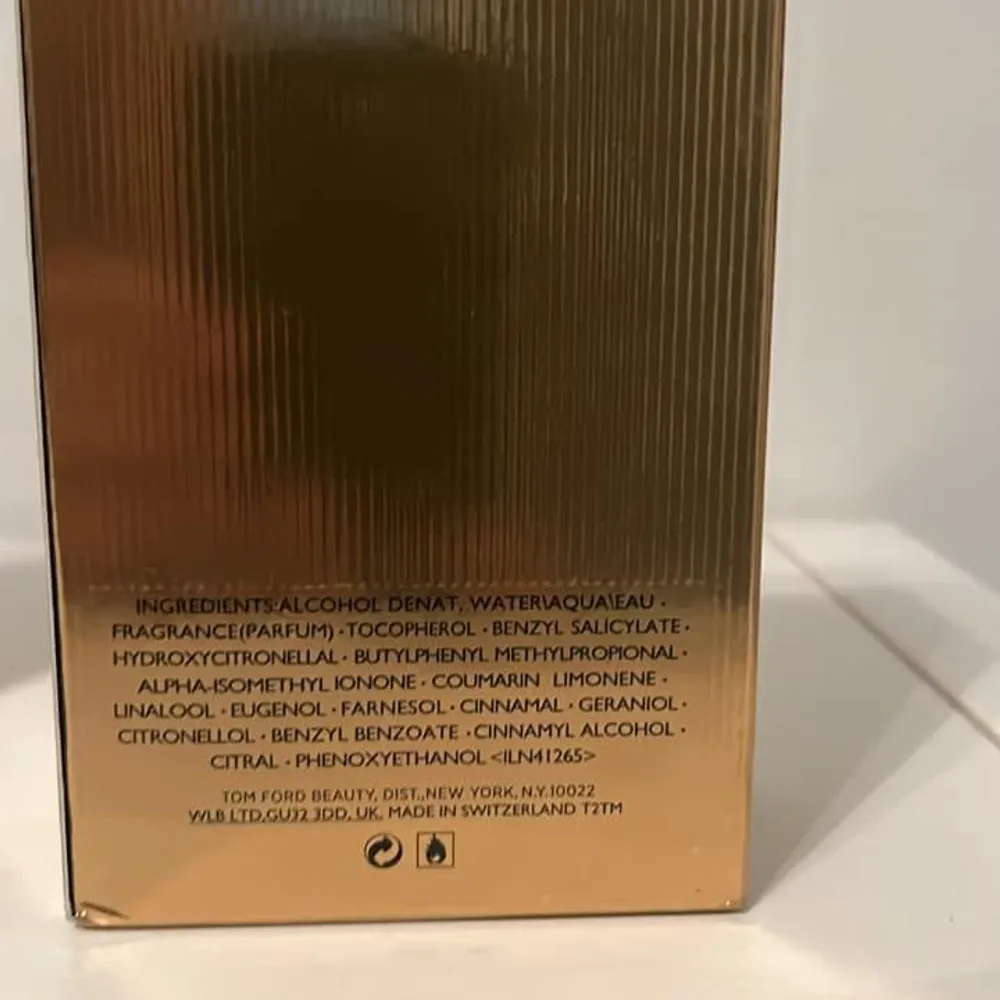 INGREDIENTS:ALCOHOL DENAT, WATER\AQUA\EAU ·
FRAGRANCE(PARFUM) · TOCOPHEROL · BENZYL SALICYLATE ·
HYDROXYCITRONELLAL · BUTYLPHENYL METHYLPROPIONAL ·
ALPHA-ISOMETHYL IONONE · COUMARIN LIMONENE ·
LINALOOL · EUGENOL · FARNESOL · CINNAMAL · GERANIOL ·
CITRONELLOL · BENZYL BENZOATE · CINNAMYL ALCOHOL ·
CITRAL · PHENOXYETHANOL <ILN41265>
TOM FORD BEAUTY, DIST.,NEW YORK, N.Y.10022
WLB LTD,GU32 3DD, UK, MADE IN SWITZERLAND T2TM